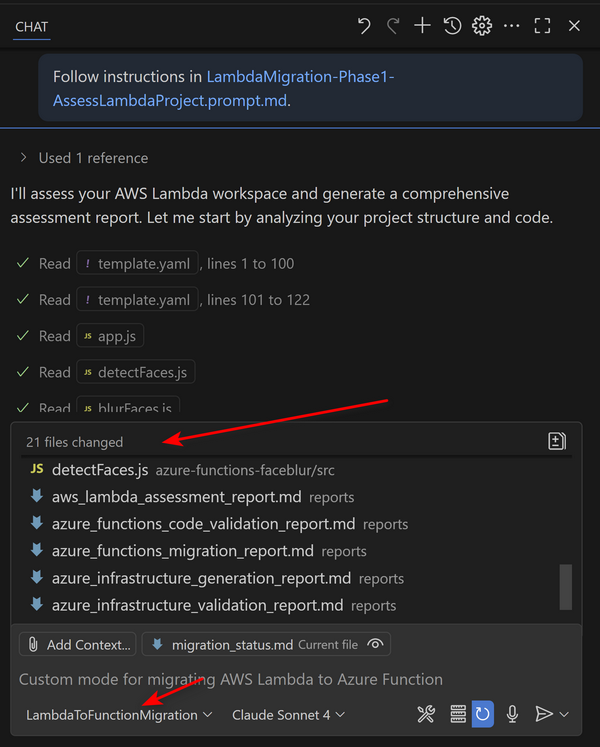 CHAT
Follow instructions in LambdaMigration-Phase1-
AssessLambdaProject.prompt.md.
Used 1 reference
I'll assess your AWS Lambda workspace and generate a comprehensive
assessment report. Let me start by analyzing your project structure and code.
Read ! template.yaml, lines 1 to 100
Read ! template.yaml, lines 101 to 122
Read JS app.js
Read JS detectFaces.js
Read JS blurFaces.js
21 files changed
JS detectFaces.js azure-functions-faceblur/src
aws_lambda_assessment_report.md reports
azure_functions_code_validation_report.md reports
azure_functions_migration_report.md reports
azure_infrastructure_generation_report.md reports
azure_infrastructure_validation_report.md reports
Add Context... migration_status.md Current file
Custom mode for migrating AWS Lambda to Azure Function
LambdaToFunctionMigration Claude Sonnet 4